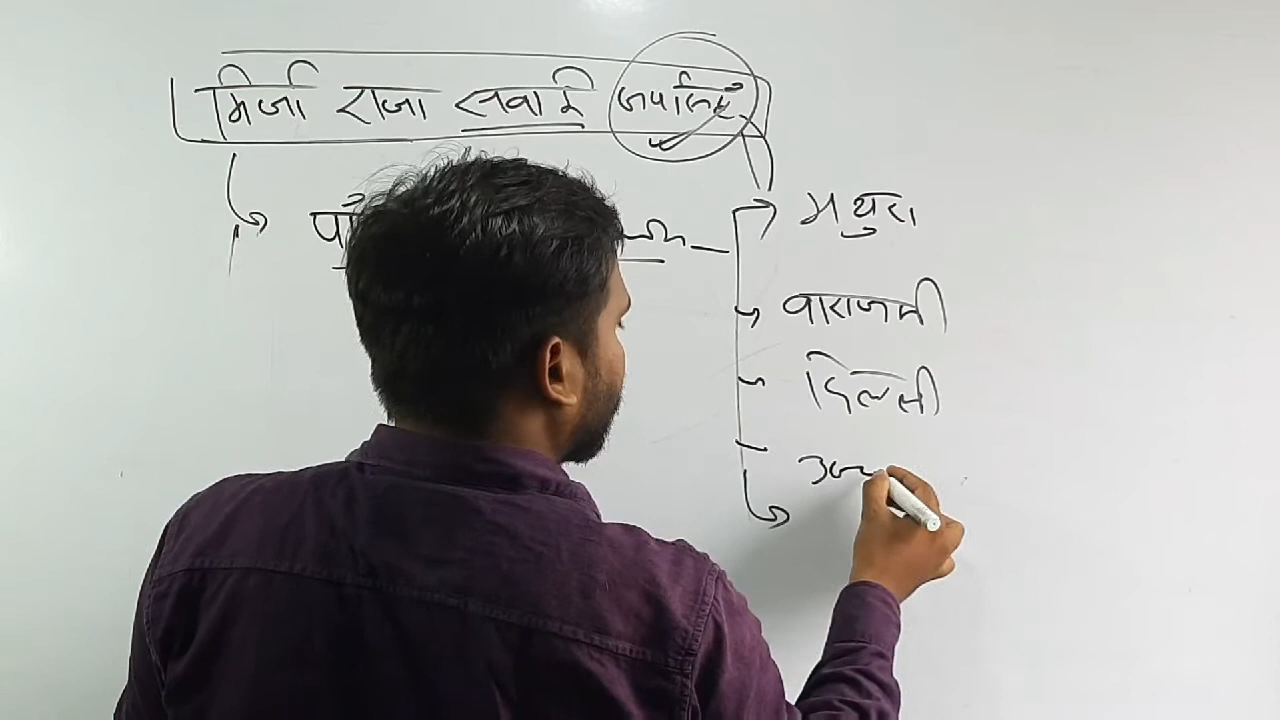 मिर्जा राजा सवाई जयसिंह
मथुरा
वाराणसी
दिल्ली